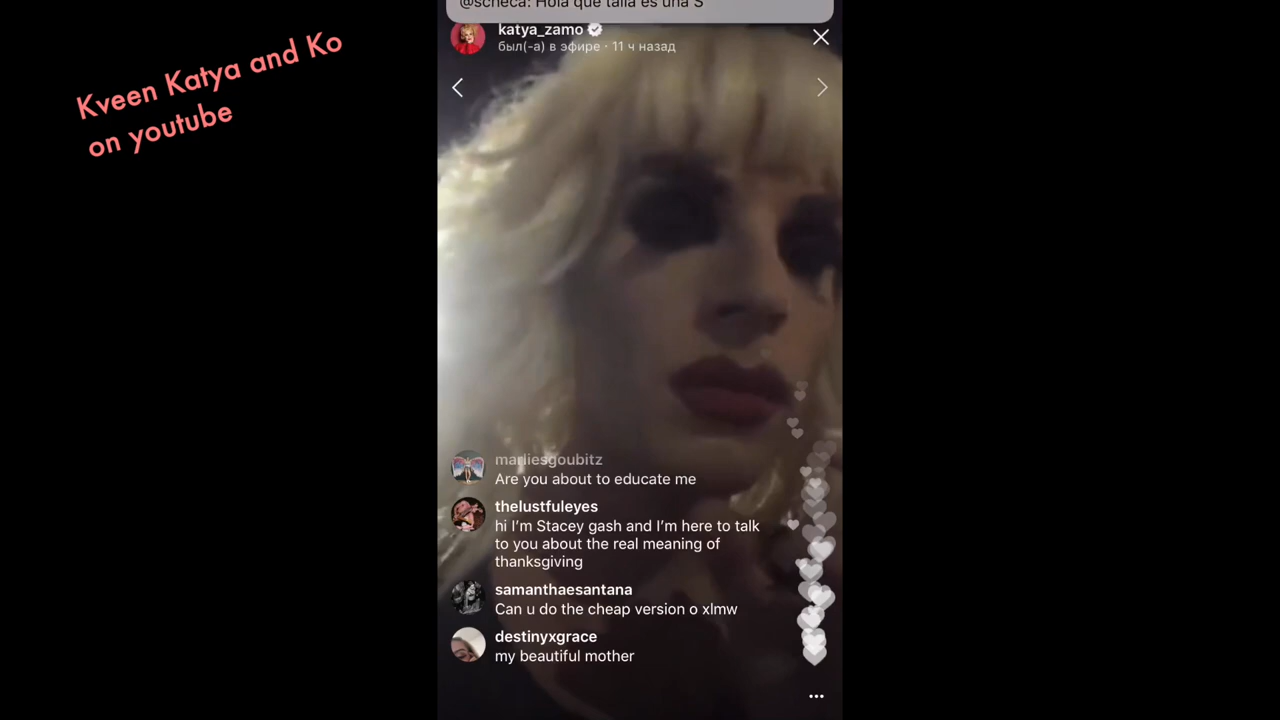 @scheca: Hola que talla es una S
katya_zamo
был(-а) в эфире · 11 ч назад
Kveen Katya and Ko
on youtube
marliesgoubitz
Are you about to educate me
thelustfuleyes
hi I'm Stacey gash and I'm here to talk
to you about the real meaning of
thanksgiving
samanthaesantana
Can u do the cheap version o xlmw
destinyxgrace
my beautiful mother